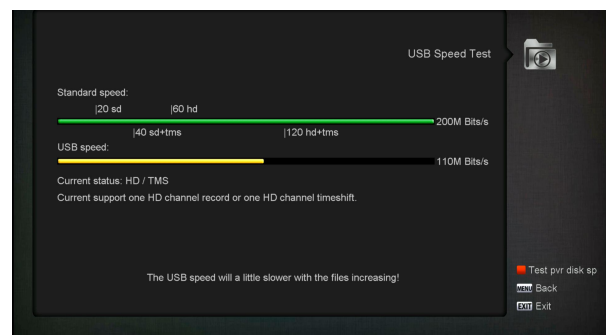 USB Speed Test
Standard speed:
|20 sd |60 hd
200M Bits/s
|40 sd+tms |120 hd+tms
USB speed:
110M Bits/s
Current status: HD / TMS
Current support one HD channel record or one HD channel timeshift.
The USB speed will a little slower with the files increasing!
Test pvr disk sp
MENU Back
EXIT Exit